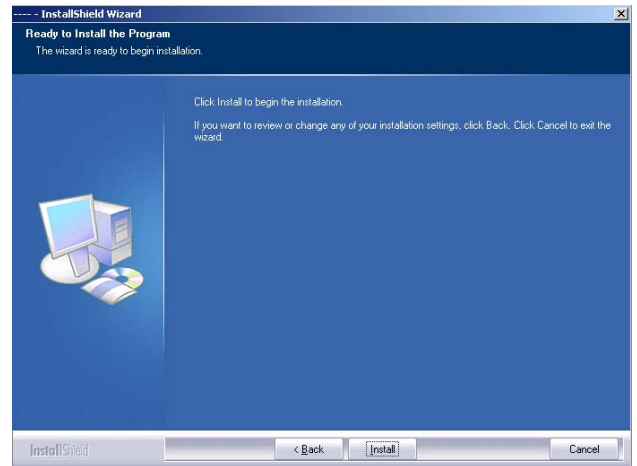 ---- - InstallShield Wizard
Ready to Install the Program
The wizard is ready to begin installation.
Click Install to begin the installation.
If you want to review or change any of your installation settings, click Back. Click Cancel to exit the
wizard.
InstallShield
< Back
Install
Cancel